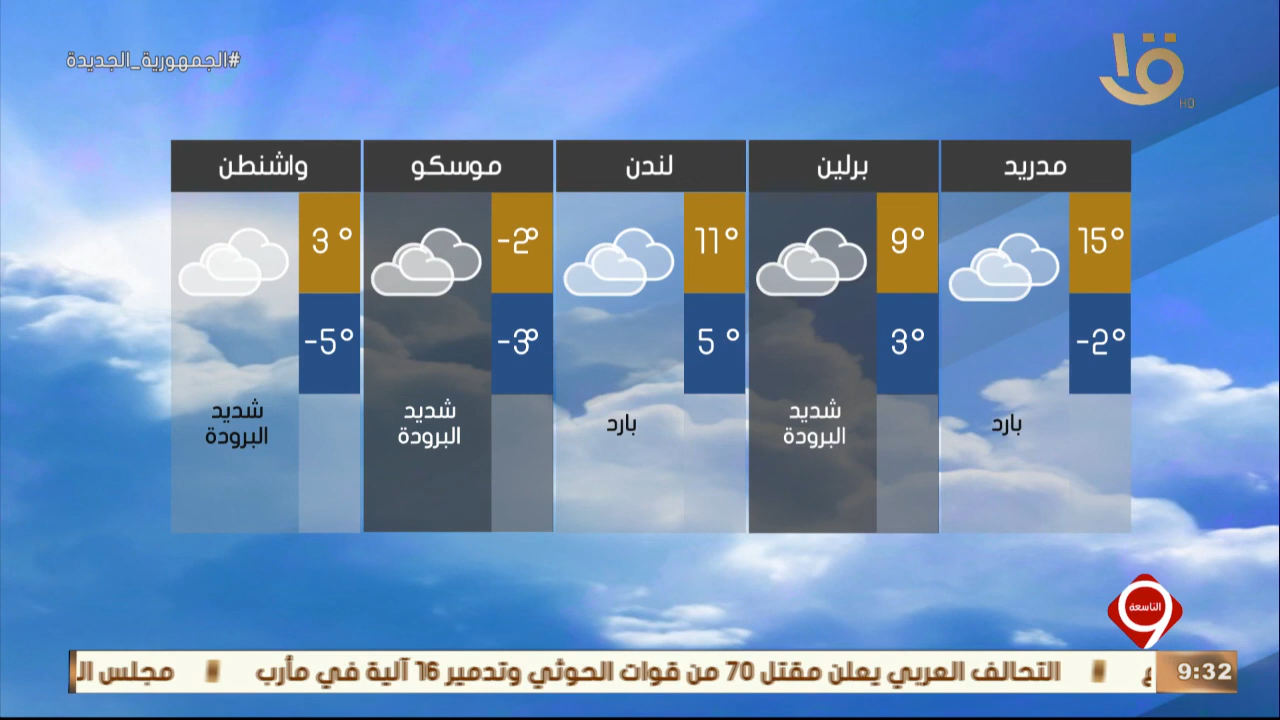 #الجمهورية_الجديدة
HD
مدريد
15°
-2°
بارد
برلين
9°
3°
شديد
البرودة
لندن
11°
5°
بارد
موسكو
-2°
-3°
شديد
البرودة
واشنطن
3°
-5°
شديد
البرودة
التاسعة
9
9:32
ع ▪ التحالف العربي يعلن مقتل 70 من قوات الحوثي وتدمير 16 آلية في مأرب ▪ مجلس ال